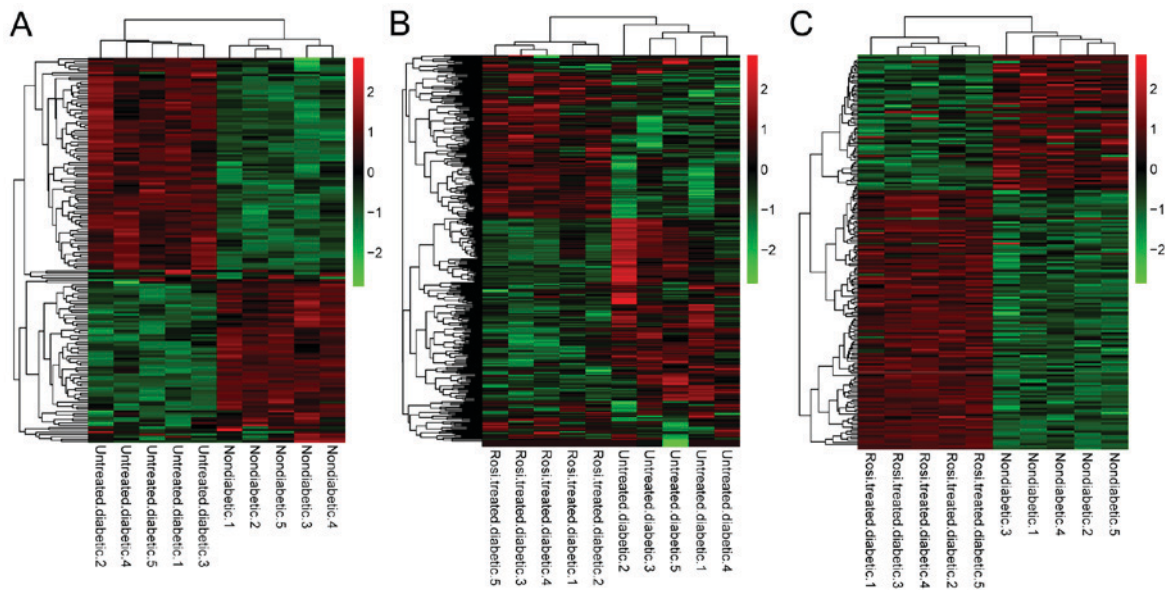 A
B
C
2
1
0
−1
−2
2
1
0
−1
−2
2
1
0
−1
−2
Untreated.diabetic.2
Untreated.diabetic.4
Untreated.diabetic.5
Untreated.diabetic.1
Untreated.diabetic.3
Nondiabetic.1
Nondiabetic.2
Nondiabetic.5
Nondiabetic.3
Nondiabetic.4
Rosi.treated.diabetic.5
Rosi.treated.diabetic.3
Rosi.treated.diabetic.4
Rosi.treated.diabetic.1
Rosi.treated.diabetic.2
Untreated.diabetic.2
Untreated.diabetic.3
Untreated.diabetic.5
Untreated.diabetic.1
Untreated.diabetic.4
Rosi.treated.diabetic.1
Rosi.treated.diabetic.3
Rosi.treated.diabetic.4
Rosi.treated.diabetic.2
Rosi.treated.diabetic.5
Nondiabetic.3
Nondiabetic.1
Nondiabetic.4
Nondiabetic.2
Nondiabetic.5